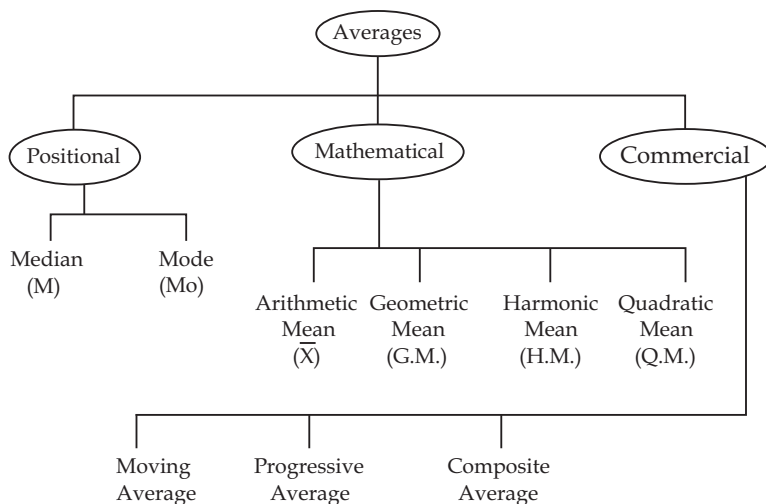 Averages
Positional
Mathematical
Commercial
Median
(M)
Mode
(Mo)
Arithmetic
Mean
(X̅)
Geometric
Mean
(G.M.)
Harmonic
Mean
(H.M.)
Quadratic
Mean
(Q.M.)
Moving
Average
Progressive
Average
Composite
Average